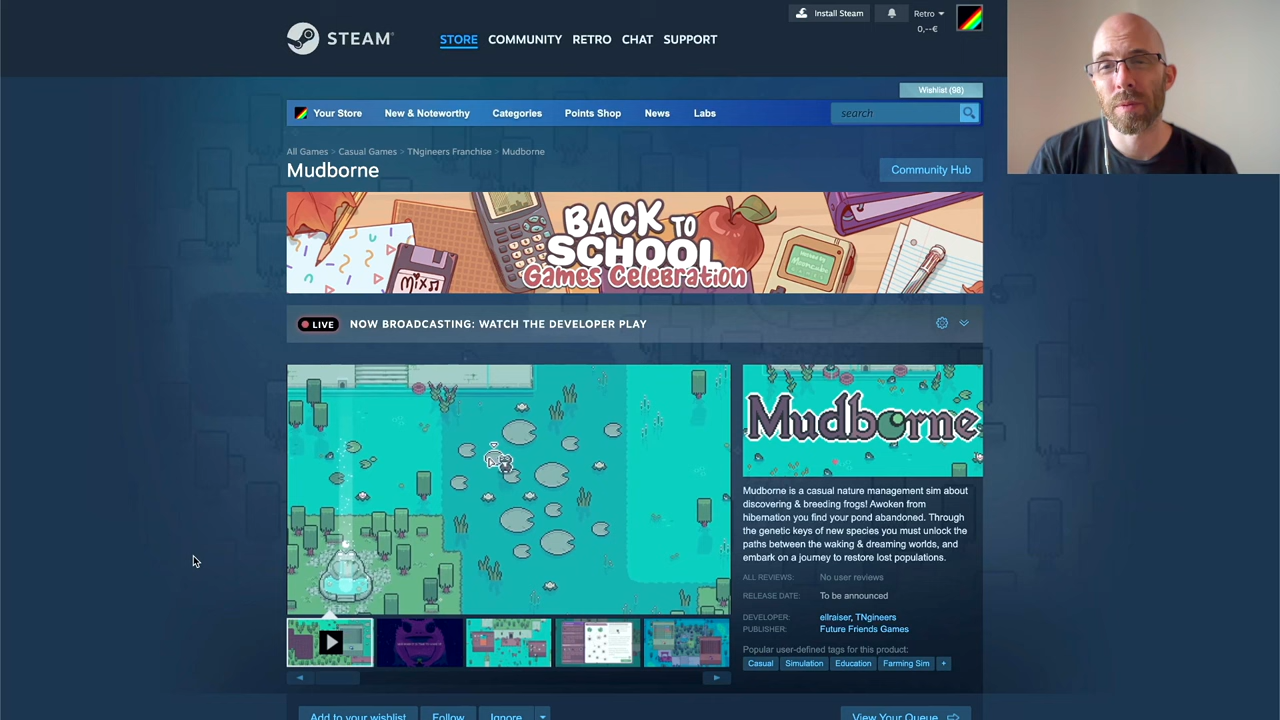 Install Steam
Retro
0,--€
STEAM®
STORE
COMMUNITY
RETRO
CHAT
SUPPORT
Wishlist (98)
Your Store
New & Noteworthy
Categories
Points Shop
News
Labs
search
All Games > Casual Games > TNgineers Franchise > Mudborne
Mudborne
Community Hub
BACK TO
SCHOOL
Games Celebration
Mix
LIVE
NOW BROADCASTING: WATCH THE DEVELOPER PLAY
Mudborne
Mudborne is a casual nature management sim about
discovering & breeding frogs! Awoken from
hibernation you find your pond abandoned. Through
the genetic keys of new species you must unlock the
paths between the waking & dreaming worlds, and
embark on a journey to restore lost populations.
ALL REVIEWS: No user reviews
RELEASE DATE: To be announced
DEVELOPER: ellraiser, TNgineers
PUBLISHER: Future Friends Games
Popular user-defined tags for this product:
Casual
Simulation
Education
Farming Sim
+
Add to your wishlist
Follow
Ignore
View Your Queue